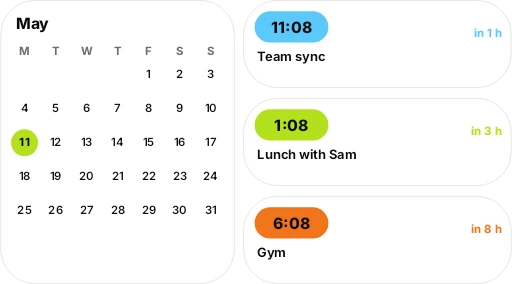 May
M T W T F S S
1 2 3
4 5 6 7 8 9 10
11 12 13 14 15 16 17
18 19 20 21 22 23 24
25 26 27 28 29 30 31
11:08
in 1 h
Team sync
1:08
in 3 h
Lunch with Sam
6:08
in 8 h
Gym